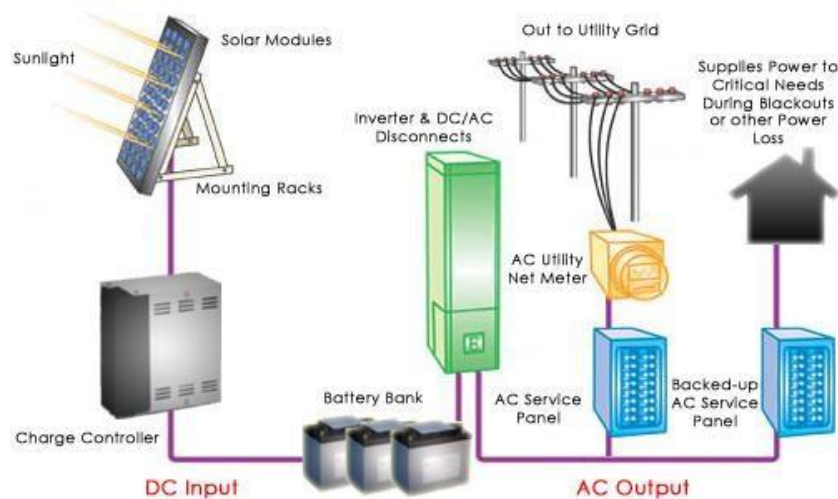 Solar Modules
Sunlight
Mounting Racks
Charge Controller
DC Input
Battery Bank
Inverter & DC/AC
Disconnects
Out to Utility Grid
AC Utility
Net Meter
AC Service
Panel
AC Output
Supplies Power to
Critical Needs
During Blackouts
or other Power
Loss
Backed-up
AC Service
Panel